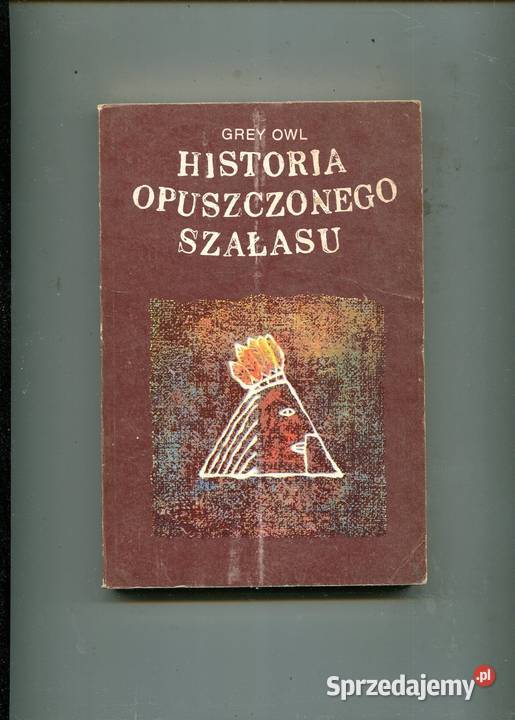 GREY OWL
HISTORIA
OPUSZCZONEGO
SZAŁASU
Sprzedajemy.pl